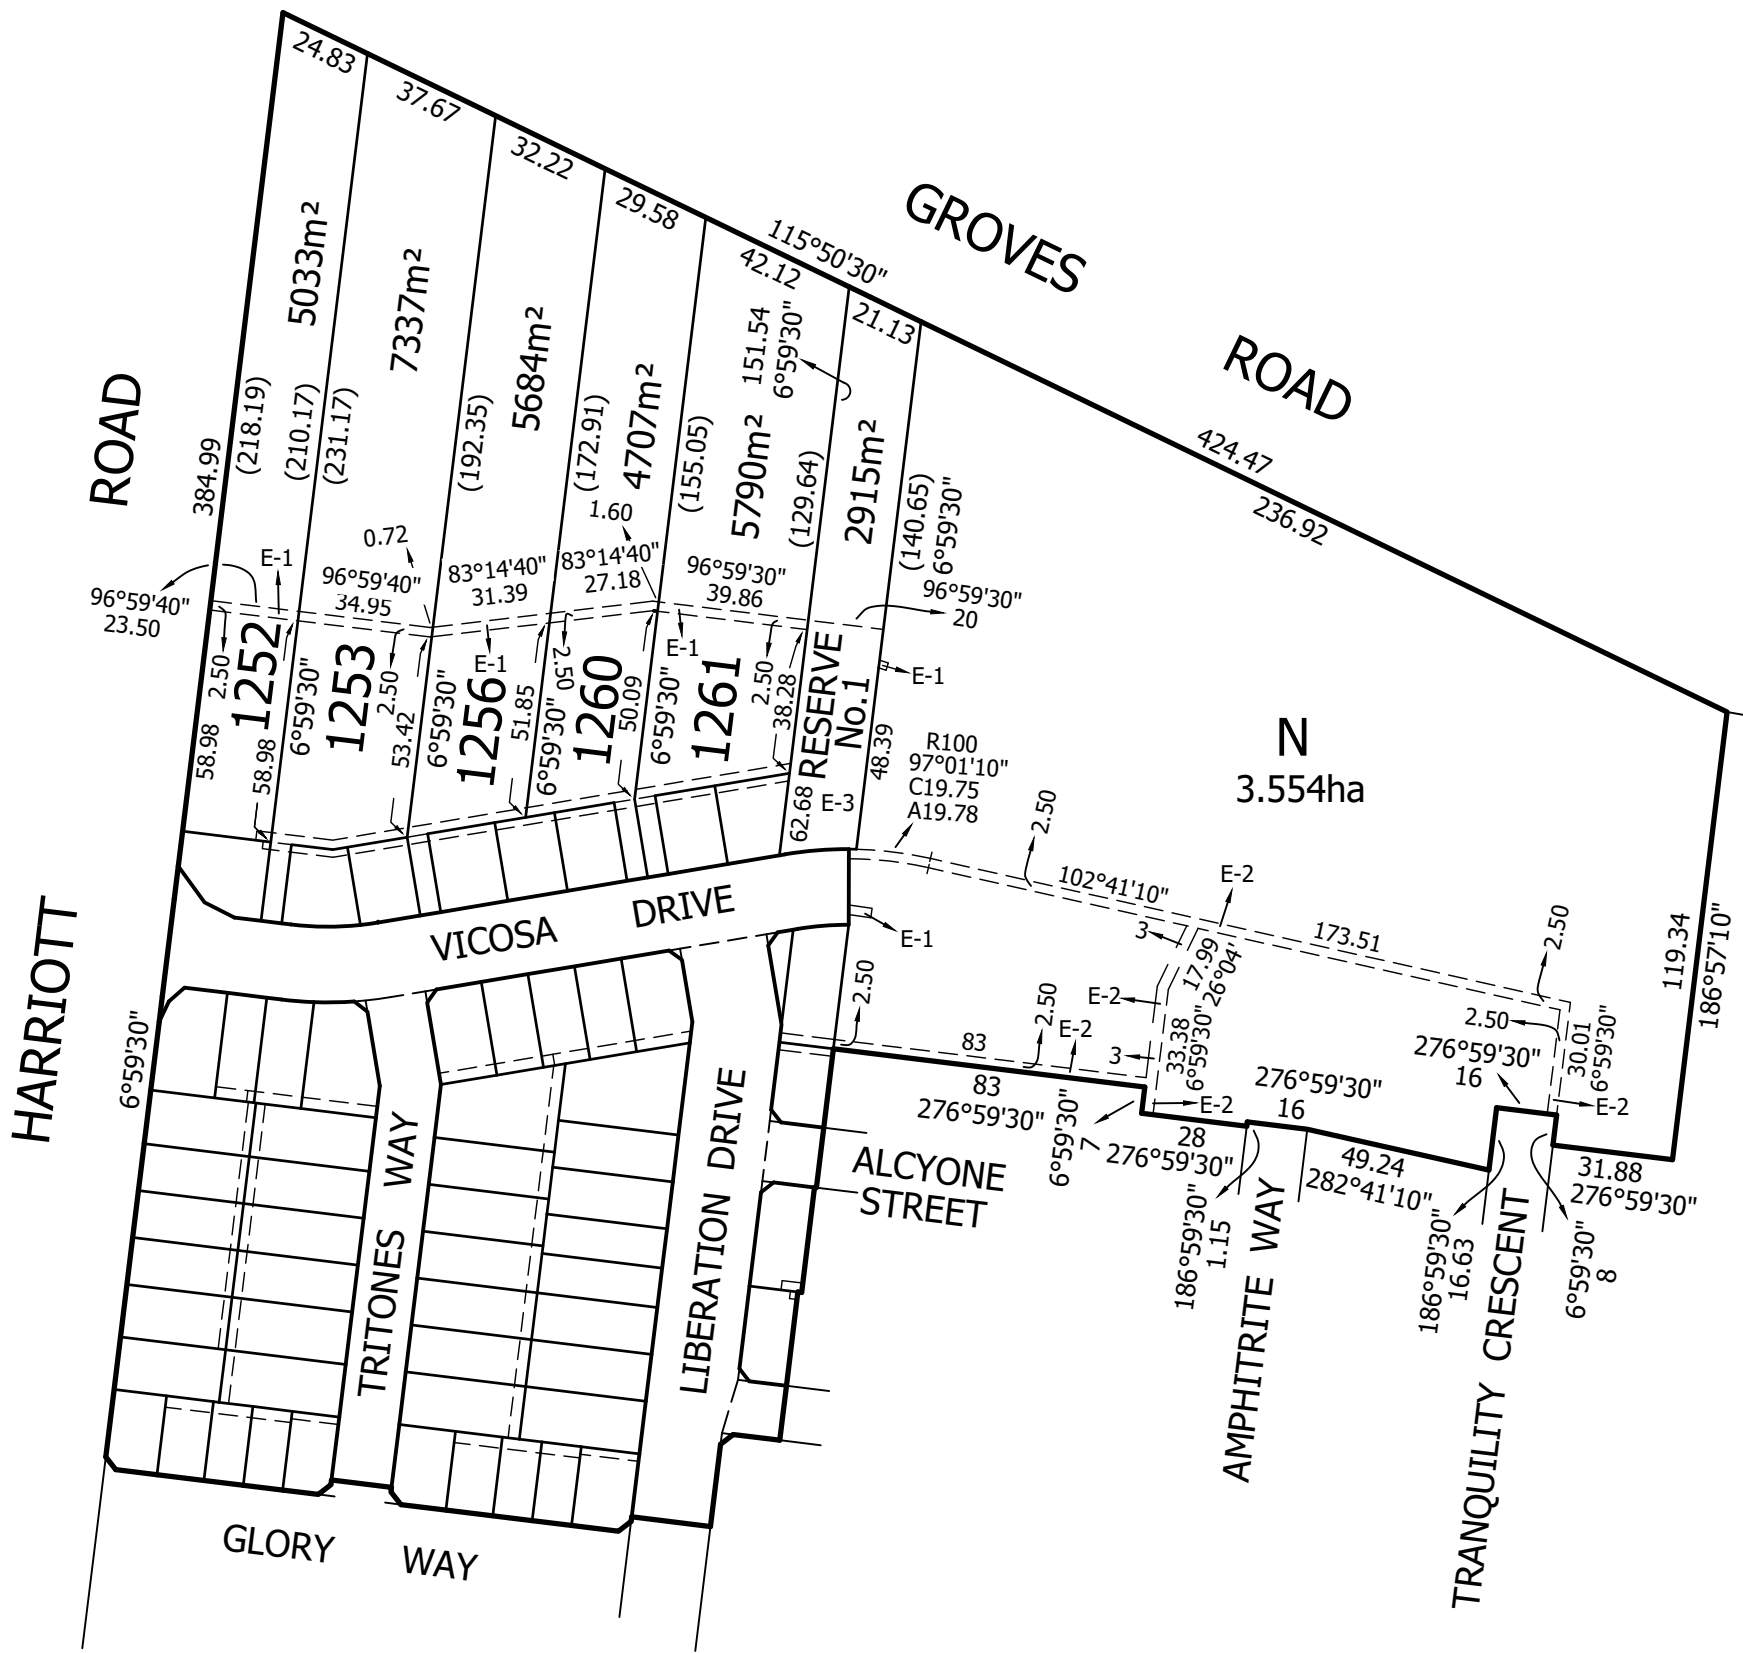 24.83
37.67
32.22
29.58
115°50'30"
42.12
21.13
GROVES
ROAD
424.47
236.92
ROAD
HARRIOTT
384.99
6°59'30"
5033m²
7337m²
5684m²
4707m²
5790m²
2915m²
151.54
6°59'30"
(218.19)
(210.17)
(231.17)
(192.35)
(172.91)
(155.05)
(129.64)
(140.65)
6°59'30"
0.72
1.60
E-1
96°59'40"
23.50
96°59'40"
34.95
83°14'40"
31.39
83°14'40"
27.18
96°59'30"
39.86
96°59'30"
20
2.50
1252
58.98
58.98
6°59'30"
1253
2.50
53.42
6°59'30"
E-1
1256
51.85
2.50
6°59'30"
1260
50.09
E-1
6°59'30"
1261
2.50
38.28
RESERVE
No.1
E-1
48.39
62.68
E-3
N
3.554ha
R100
97°01'10"
C19.75
A19.78
2.50
102°41'10"
E-2
173.51
2.50
119.34
186°57'10"
VICOSA DRIVE
E-1
3
17.99
26°04'
2.50
2.50
E-2
E-2
83
3
33.38
6°59'30"
2.50
30.01
6°59'30"
276°59'30"
16
276°59'30"
16
E-2
E-2
83
276°59'30"
6°59'30"
7
28
276°59'30"
49.24
282°41'10"
31.88
276°59'30"
186°59'30"
1.15
186°59'30"
16.63
6°59'30"
8
ALCYONE
STREET
TRITONES WAY
LIBERATION DRIVE
AMPHITRITE WAY
TRANQUILITY CRESCENT
GLORY WAY